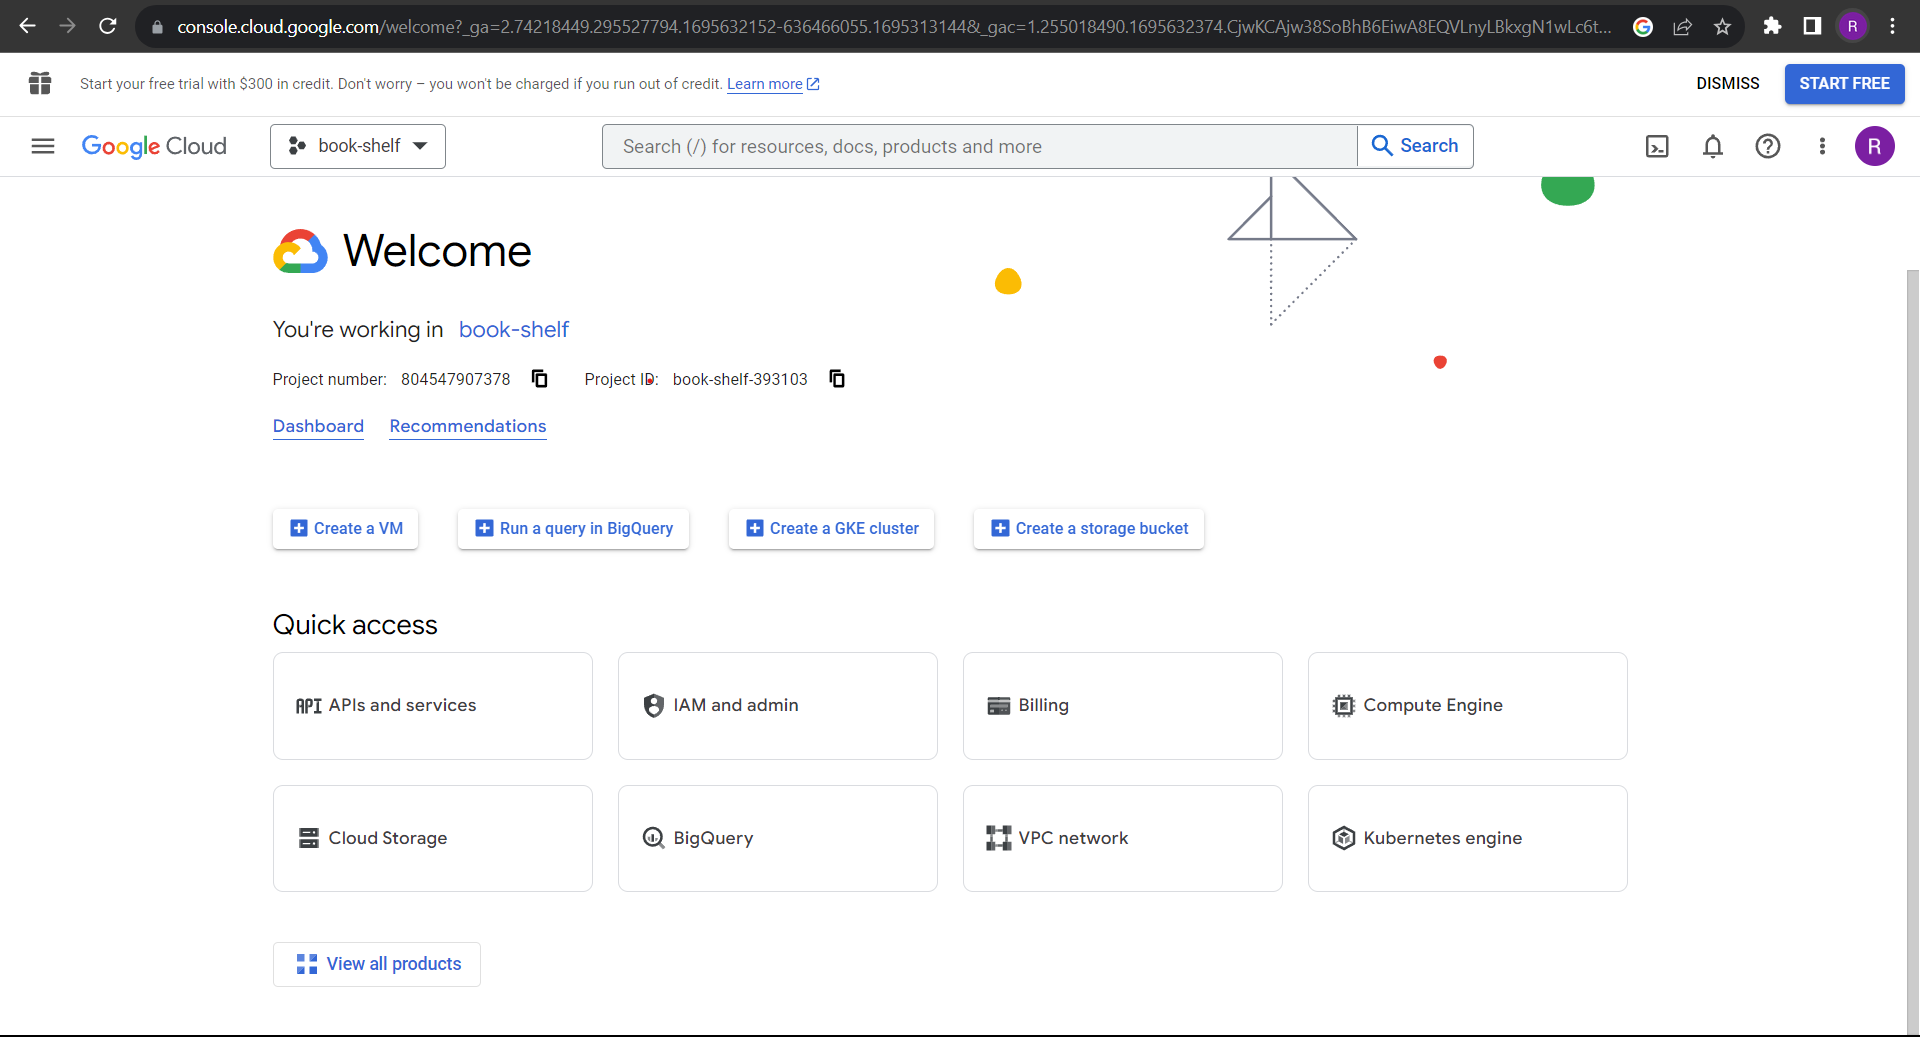 console.cloud.google.com/welcome?_ga=2.74218449.295527794.1695632152-636466055.1695313144&_gac=1.255018490.1695632374.CjwKCAjw38SoBhB6EiwA8EQVLnyLBkxgN1wLc6t...
R
Start your free trial with $300 in credit. Don't worry – you won't be charged if you run out of credit. Learn more
DISMISS
START FREE
Google Cloud
book-shelf
Search (/) for resources, docs, products and more
Search
R
Welcome
You're working in book-shelf
Project number: 804547907378
Project ID: book-shelf-393103
Dashboard
Recommendations
Create a VM
Run a query in BigQuery
Create a GKE cluster
Create a storage bucket
Quick access
API APIs and services
IAM and admin
Billing
Compute Engine
Cloud Storage
BigQuery
VPC network
Kubernetes engine
View all products